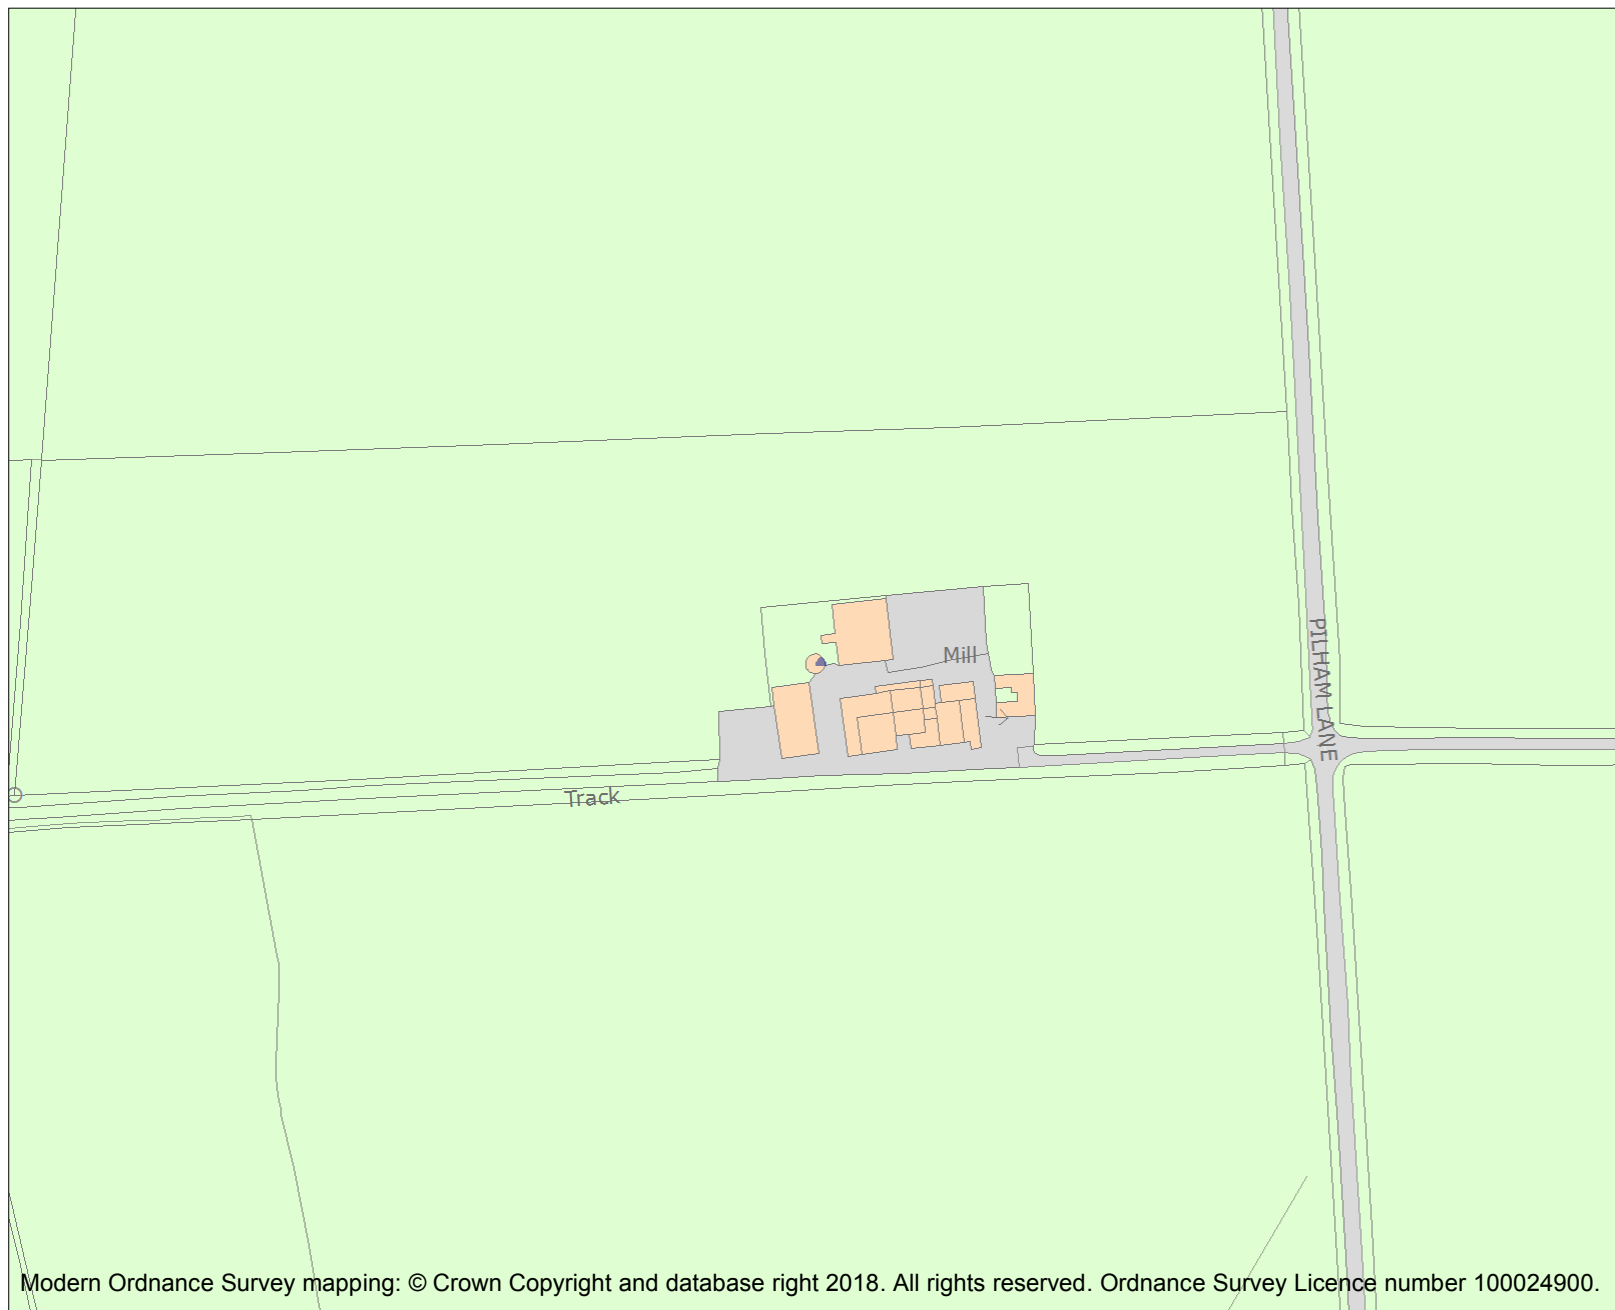 Mill
PILHAM LANE
Track
Modern Ordnance Survey mapping: © Crown Copyright and database right 2018. All rights reserved. Ordnance Survey Licence number 100024900.